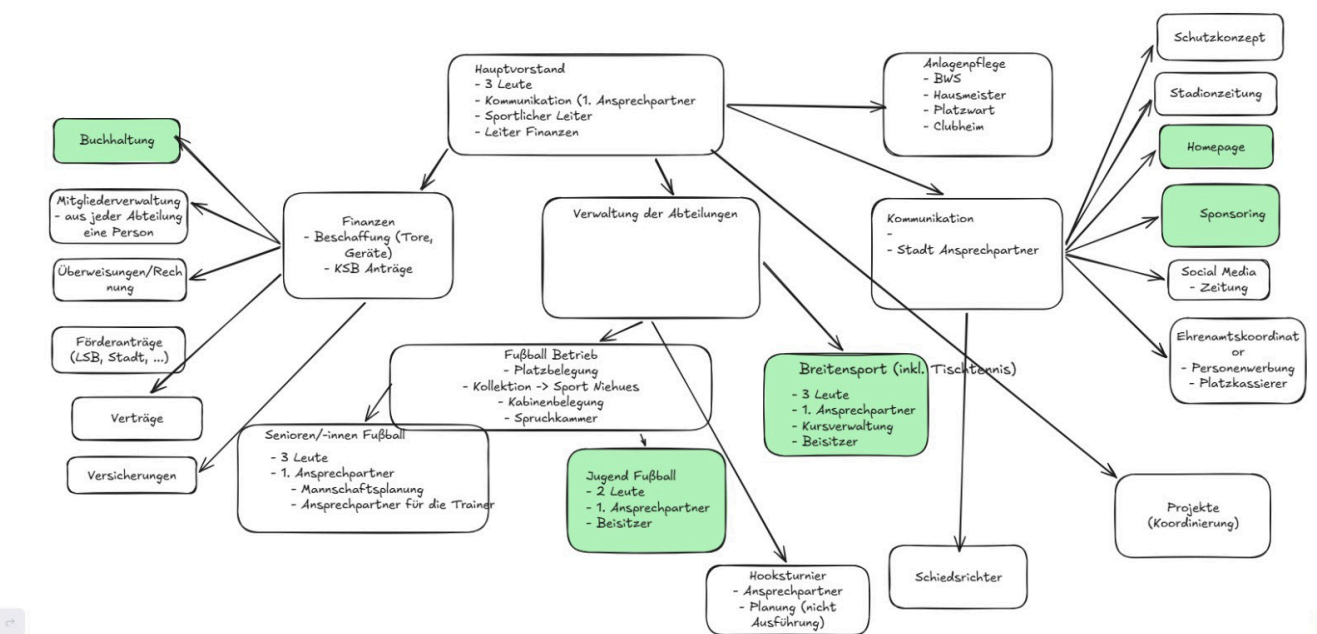 Hauptvorstand
- 3 Leute
- Kommunikation (1. Ansprechpartner
- Sportlicher Leiter
- Leiter Finanzen
Anlagenpflege
- BWS
- Hausmeister
- Platzwart
- Clubheim
Schutzkonzept
Stadionzeitung
Homepage
Sponsoring
Social Media
- Zeitung
Ehrenamtskoordinat
or
- Personenwerbung
- Platzkassierer
Buchhaltung
Mitgliederverwaltung
- aus jeder Abteilung
eine Person
Überweisungen/Rech
nung
Förderanträge
(LSB, Stadt, ...)
Verträge
Versicherungen
Finanzen
- Beschaffung (Tore,
Geräte)
- KSB Anträge
Verwaltung der Abteilungen
Kommunikation
-
- Stadt Ansprechpartner
Fußball Betrieb
- Platzbelegung
- Kollektion -> Sport Niehues
- Kabinenbelegung
- Spruchkammer
Breitensport (inkl. Tischtennis)
- 3 Leute
- 1. Ansprechpartner
- Kursverwaltung
- Beisitzer
Senioren/-innen Fußball
- 3 Leute
- 1. Ansprechpartner
- Mannschaftsplanung
- Ansprechpartner für die Trainer
Jugend Fußball
- 2 Leute
- 1. Ansprechpartner
- Beisitzer
Hooksturnier
- Ansprechpartner
- Planung (nicht
Ausführung)
Schiedsrichter
Projekte
(Koordinierung)